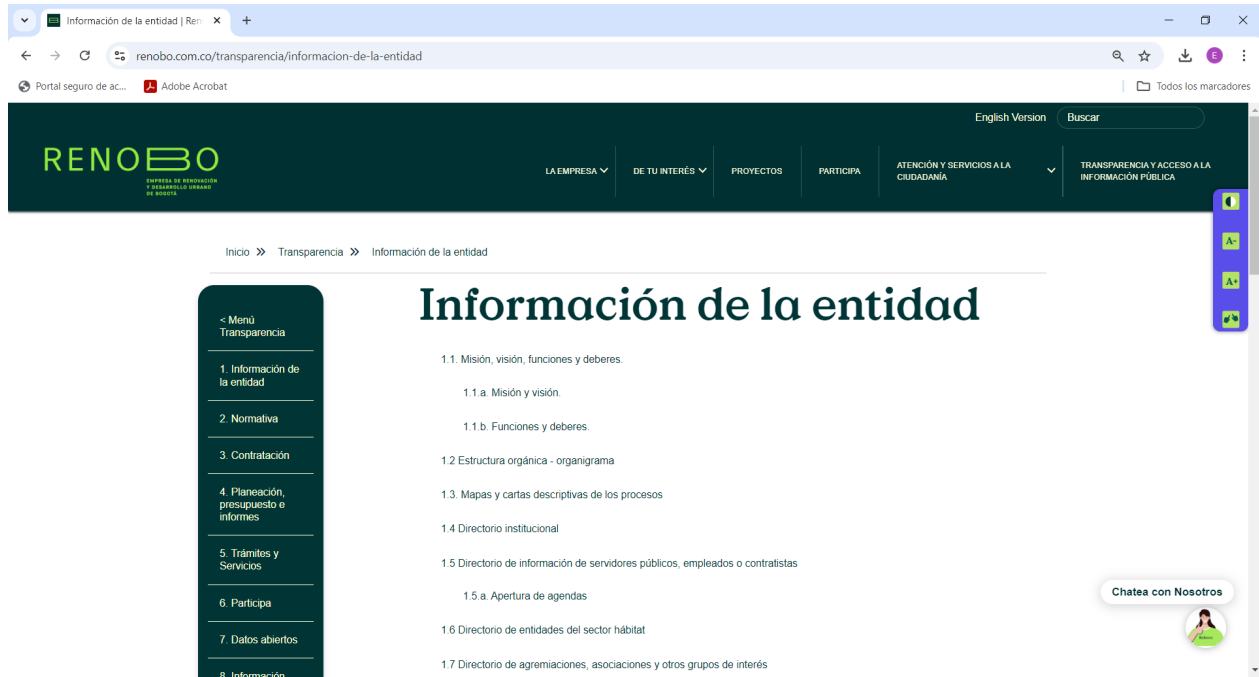 Información de la entidad | Ren
renobo.com.co/transparencia/informacion-de-la-entidad
E
Portal seguro de ac...
Adobe Acrobat
Todos los marcadores
English Version
Buscar
RENOBO
EMPRESA DE RENOVACIÓN
Y DESARROLLO URBANO
DE BOGOTÁ
LA EMPRESA
DE TU INTERÉS
PROYECTOS
PARTICIPA
ATENCIÓN Y SERVICIOS A LA
CIUDADANÍA
TRANSPARENCIA Y ACCESO A LA
INFORMACIÓN PÚBLICA
A-
A+
Inicio
Transparencia
Información de la entidad
< Menú
Transparencia
1. Información de
la entidad
2. Normativa
3. Contratación
4. Planeación,
presupuesto e
informes
5. Trámites y
Servicios
6. Participa
7. Datos abiertos
8. Información
Información de la entidad
1.1. Misión, visión, funciones y deberes.
1.1.a. Misión y visión.
1.1.b. Funciones y deberes.
1.2 Estructura orgánica - organigrama
1.3. Mapas y cartas descriptivas de los procesos
1.4 Directorio institucional
1.5 Directorio de información de servidores públicos, empleados o contratistas
1.5.a. Apertura de agendas
1.6 Directorio de entidades del sector hábitat
1.7 Directorio de agremiaciones, asociaciones y otros grupos de interés
Chatea con Nosotros